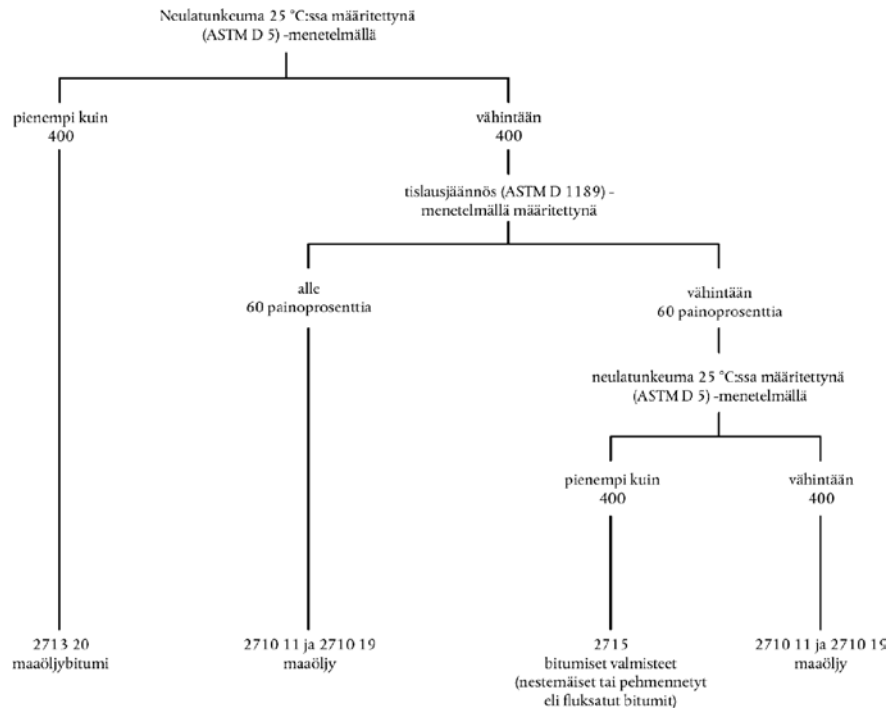 Neulatunkeuma 25 °C:ssa määritettynä
(ASTM D 5) -menetelmällä
pienempi kuin
400
vähintään
400
tislausjäännös (ASTM D 1189) -
menetelmällä määritettynä
alle
60 painoprosenttia
vähintään
60 painoprosenttia
neulatunkeuma 25 °C:ssa määritettynä
(ASTM D 5) -menetelmällä
pienempi kuin
400
vähintään
400
2713 20
maaöljybitumi
2710 11 ja 2710 19
maaöljy
2715
bitumiset valmisteet
(nestemäiset tai pehmennetyt
eli fluksatut bitumit)
2710 11 ja 2710 19
maaöljy